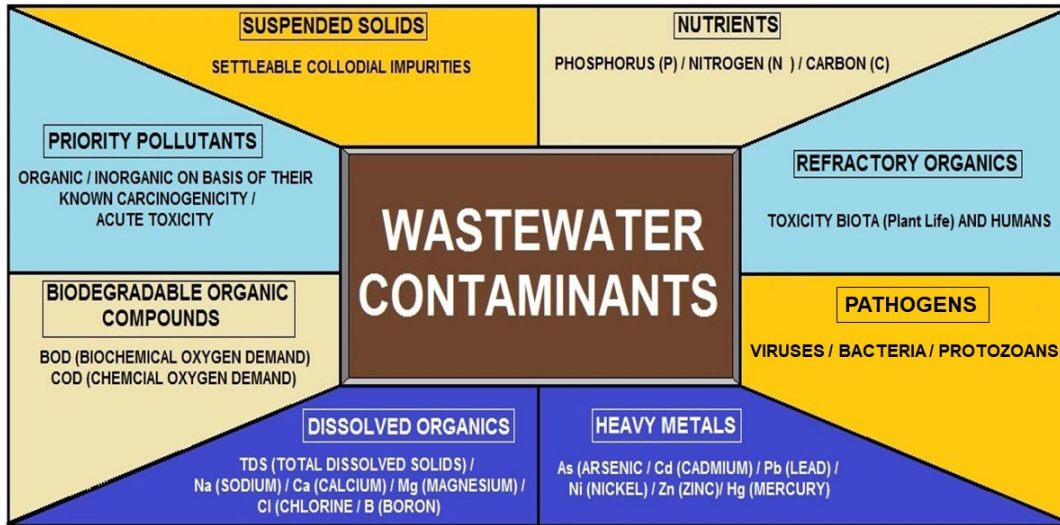 SUSPENDED SOLIDS
SETTLEABLE COLLODIAL IMPURITIES
NUTRIENTS
PHOSPHORUS (P) / NITROGEN (N ) / CARBON (C)
PRIORITY POLLUTANTS
ORGANIC / INORGANIC ON BASIS OF THEIR
KNOWN CARCINOGENICITY /
ACUTE TOXICITY
WASTEWATER
CONTAMINANTS
REFRACTORY ORGANICS
TOXICITY BIOTA (Plant Life) AND HUMANS
BIODEGRADABLE ORGANIC
COMPOUNDS
BOD (BIOCHEMICAL OXYGEN DEMAND)
COD (CHEMCIAL OXYGEN DEMAND)
PATHOGENS
VIRUSES / BACTERIA / PROTOZOANS
DISSOLVED ORGANICS
TDS (TOTAL DISSOLVED SOLIDS) /
Na (SODIUM) / Ca (CALCIUM) / Mg (MAGNESIUM) /
Cl (CHLORINE / B (BORON)
HEAVY METALS
As (ARSENIC / Cd (CADMIUM) / Pb (LEAD) /
Ni (NICKEL) / Zn (ZINC)/ Hg (MERCURY)